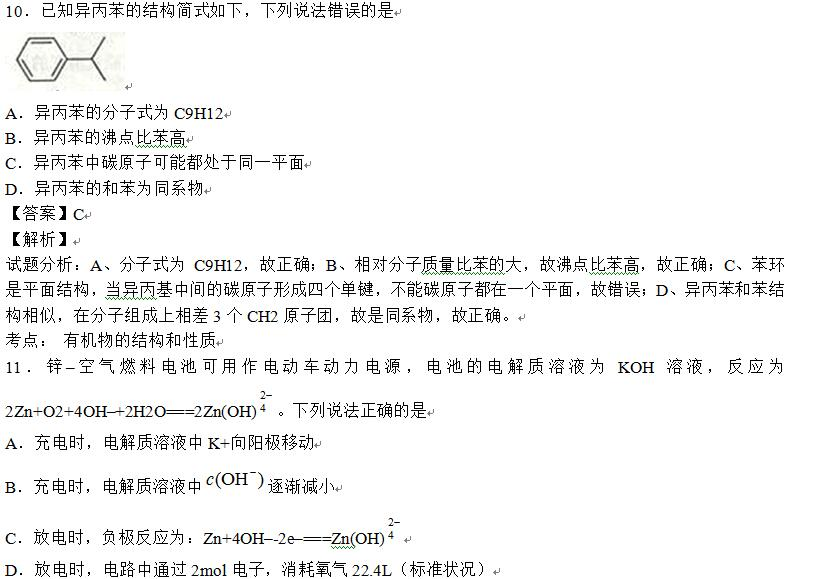 10．已知异丙苯的结构简式如下，下列说法错误的是
A．异丙苯的分子式为 C9H12
B．异丙苯的沸点比苯高
C．异丙苯中碳原子可能都处于同一平面
D．异丙苯的和苯为同系物
【答案】C
【解析】
试题分析：A、分子式为 C9H12，故正确；B、相对分子质量比苯的大，故沸点比苯高，故正确；C、苯环
是平面结构，当异丙基中间的碳原子形成四个单键，不能碳原子都在一个平面，故错误；D、异丙苯和苯结
构相似，在分子组成上相差 3 个 CH2 原子团，故是同系物，故正确。
考点： 有机物的结构和性质
11．锌–空气燃料电池可用作电动车动力电源，电池的电解质溶液为 KOH 溶液，反应为
2Zn+O2+4OH–+2H2O===2Zn(OH)₄²⁻。下列说法正确的是
A．充电时，电解质溶液中 K+向阳极移动
B．充电时，电解质溶液中 c(OH⁻) 逐渐减小
C．放电时，负极反应为：Zn+4OH–-2e–===Zn(OH)₄²⁻
D．放电时，电路中通过 2mol 电子，消耗氧气 22.4L（标准状况）